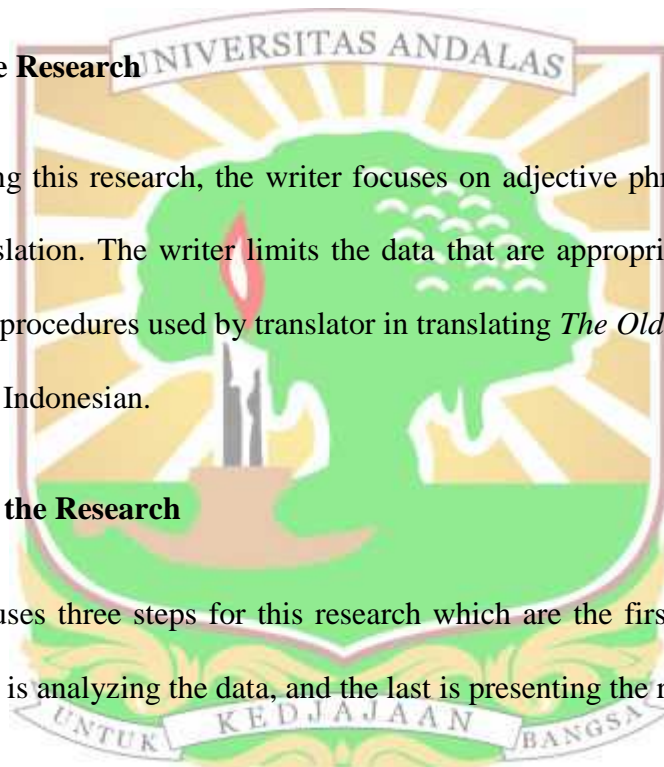 UNIVERSITAS ANDALAS
e Research
ng this research, the writer focuses on adjective phr
slation. The writer limits the data that are appropri
procedures used by translator in translating The Old
Indonesian.
the Research
uses three steps for this research which are the firs
is analyzing the data, and the last is presenting the r
UNTUK KEDJAJAAN BANGSA